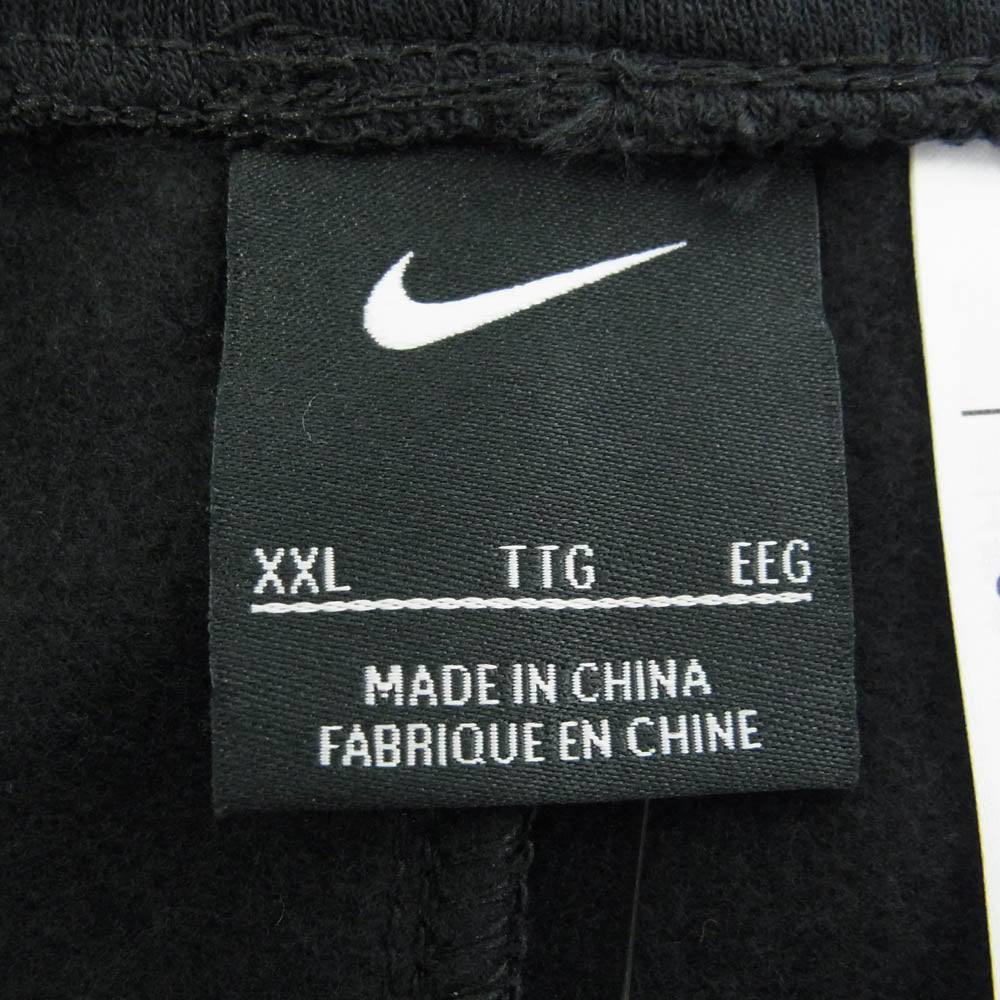 XXL TTG EEG
MADE IN CHINA
FABRIQUE EN CHINE